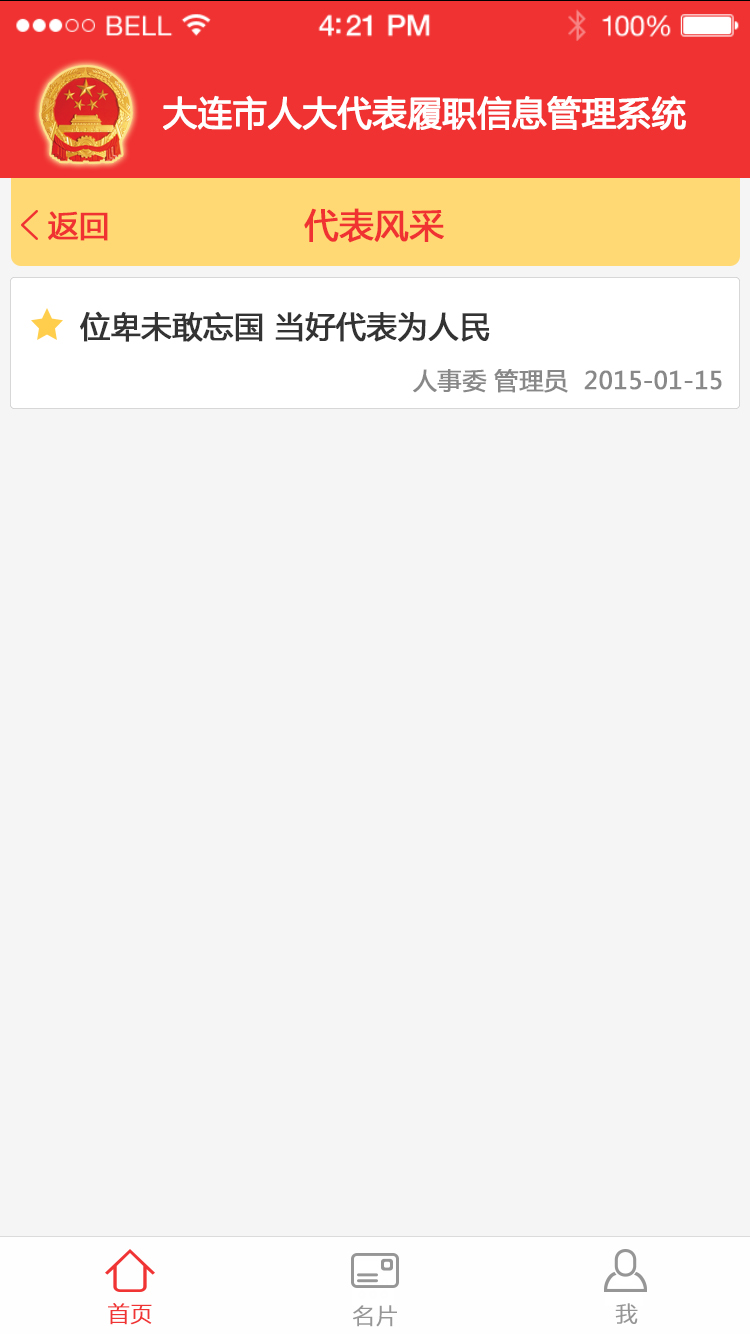 BELL 4:21 PM 100%
大连市人大代表履职信息管理系统
返回 代表风采
位卑未敢忘国 当好代表为人民
人事委 管理员 2015-01-15
首页 名片 我